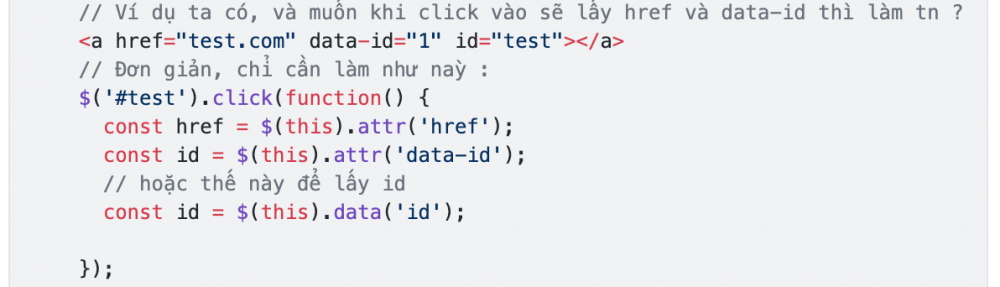 // Ví dụ ta có, và muốn khi click vào sẽ lấy href và data-id thì làm tn ?
<a href="test.com" data-id="1" id="test"></a>
// Đơn giản, chỉ cần làm như naỳ :
$('#test').click(function() {
const href = $(this).attr('href');
const id = $(this).attr('data-id');
// hoặc thế này để lấy id
const id = $(this).data('id');
});